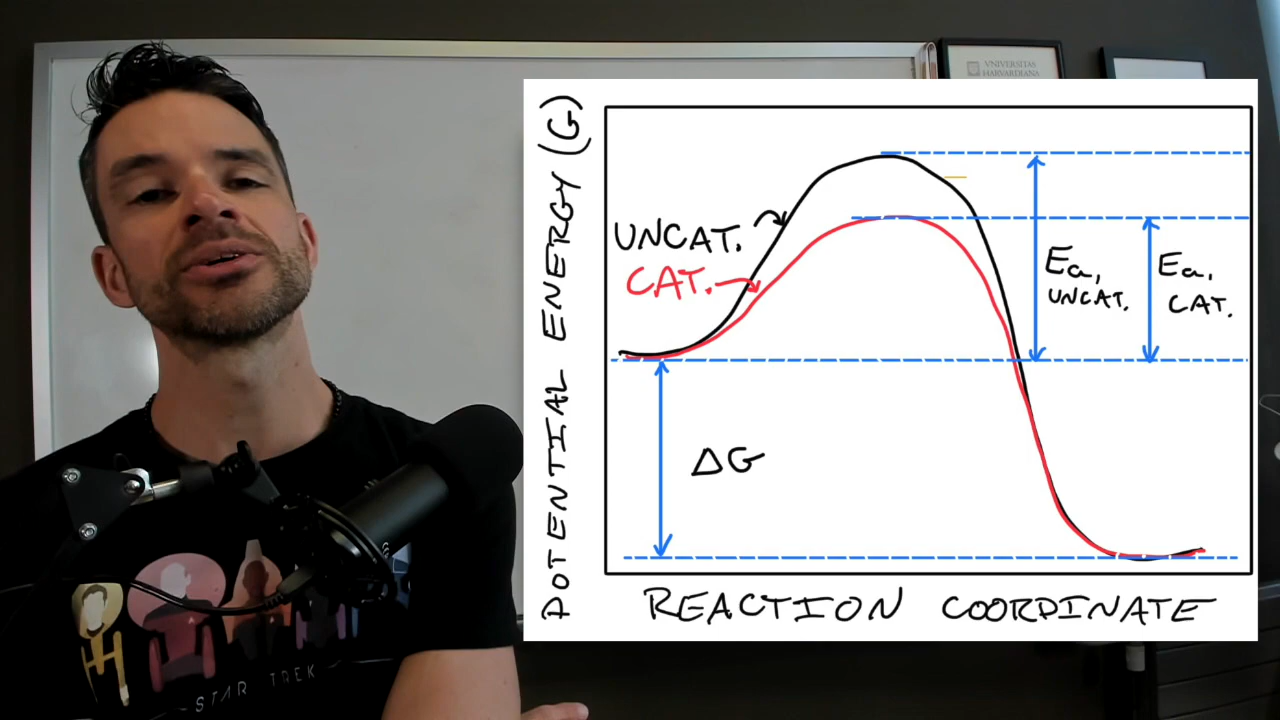 VNIVERSITAS
HARVARDIANA
POTENTIAL ENERGY (G)
UNCAT.
CAT.
Ea,
UNCAT.
Ea,
CAT.
ΔG
REACTION COORDINATE
STAR TREK